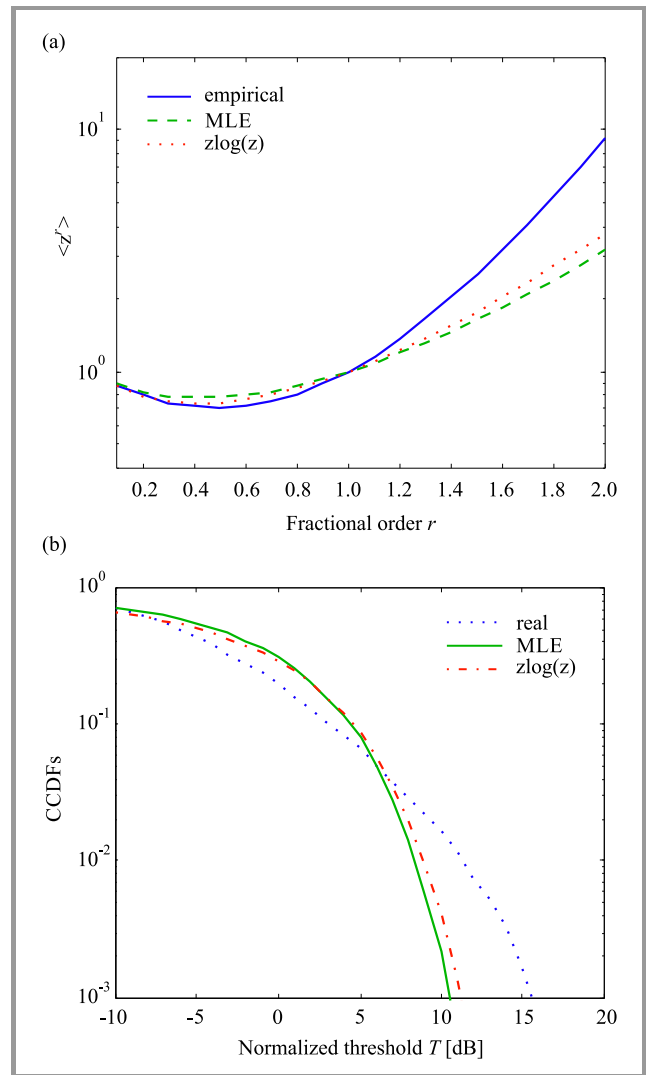 (a)
empirical
MLE
zlog(z)
10^1
10^0
<z^r>
0.2 0.4 0.6 0.8 1.0 1.2 1.4 1.6 1.8 2.0
Fractional order r
(b)
10^0
10^-1
10^-2
10^-3
real
MLE
zlog(z)
CCDFs
-10 -5 0 5 10 15 20
Normalized threshold T [dB]